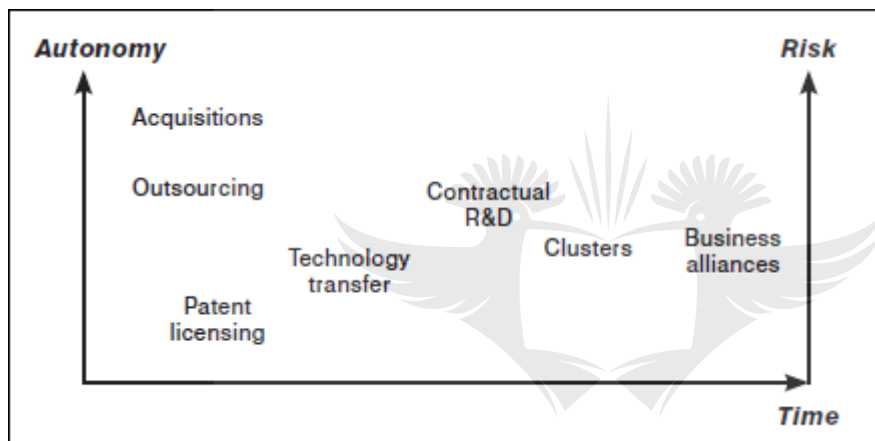 Autonomy
Risk
Acquisitions
Outsourcing
Contractual
R&D
Clusters
Business
alliances
Technology
transfer
Patent
licensing
Time